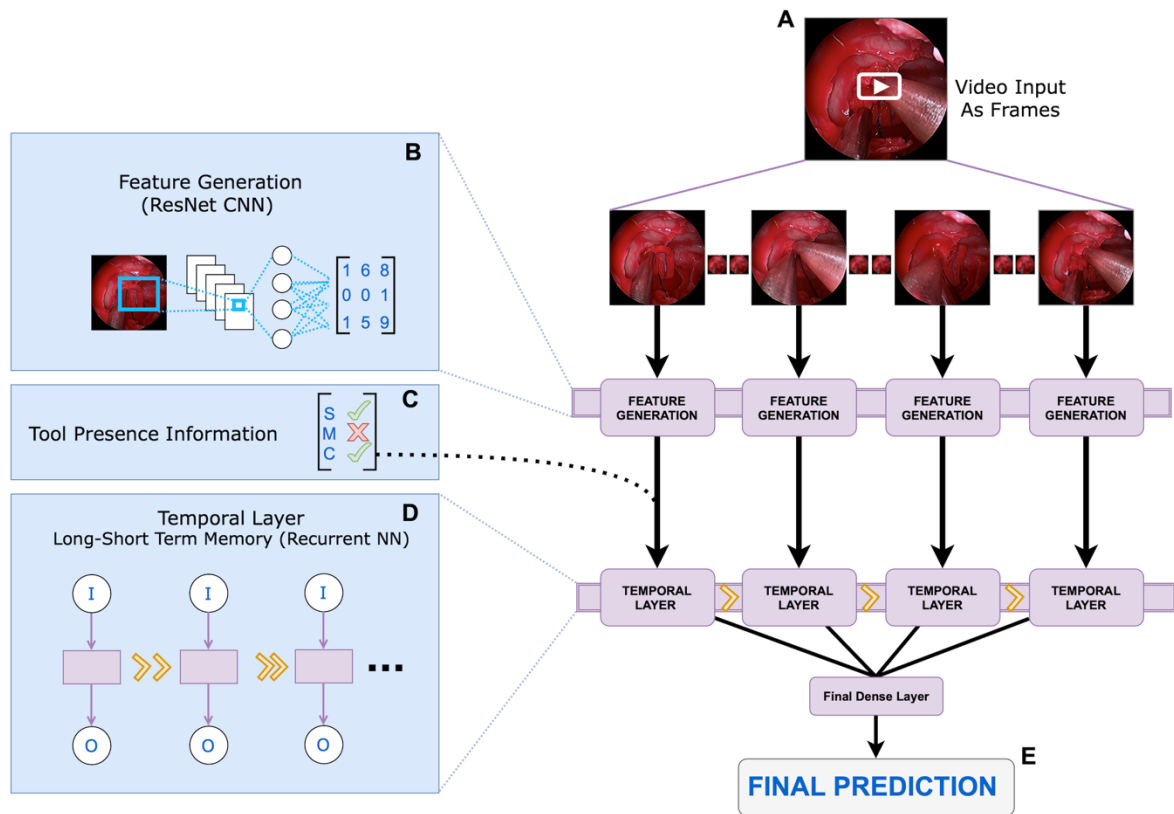 A
Video Input
As Frames
B
Feature Generation
(ResNet CNN)
1 6 8
0 0 1
1 5 9
C
Tool Presence Information
S
M
C
D
Temporal Layer
Long-Short Term Memory (Recurrent NN)
I I I
...
O O O
FEATURE GENERATION
FEATURE GENERATION
FEATURE GENERATION
FEATURE GENERATION
TEMPORAL LAYER
TEMPORAL LAYER
TEMPORAL LAYER
TEMPORAL LAYER
Final Dense Layer
E
FINAL PREDICTION